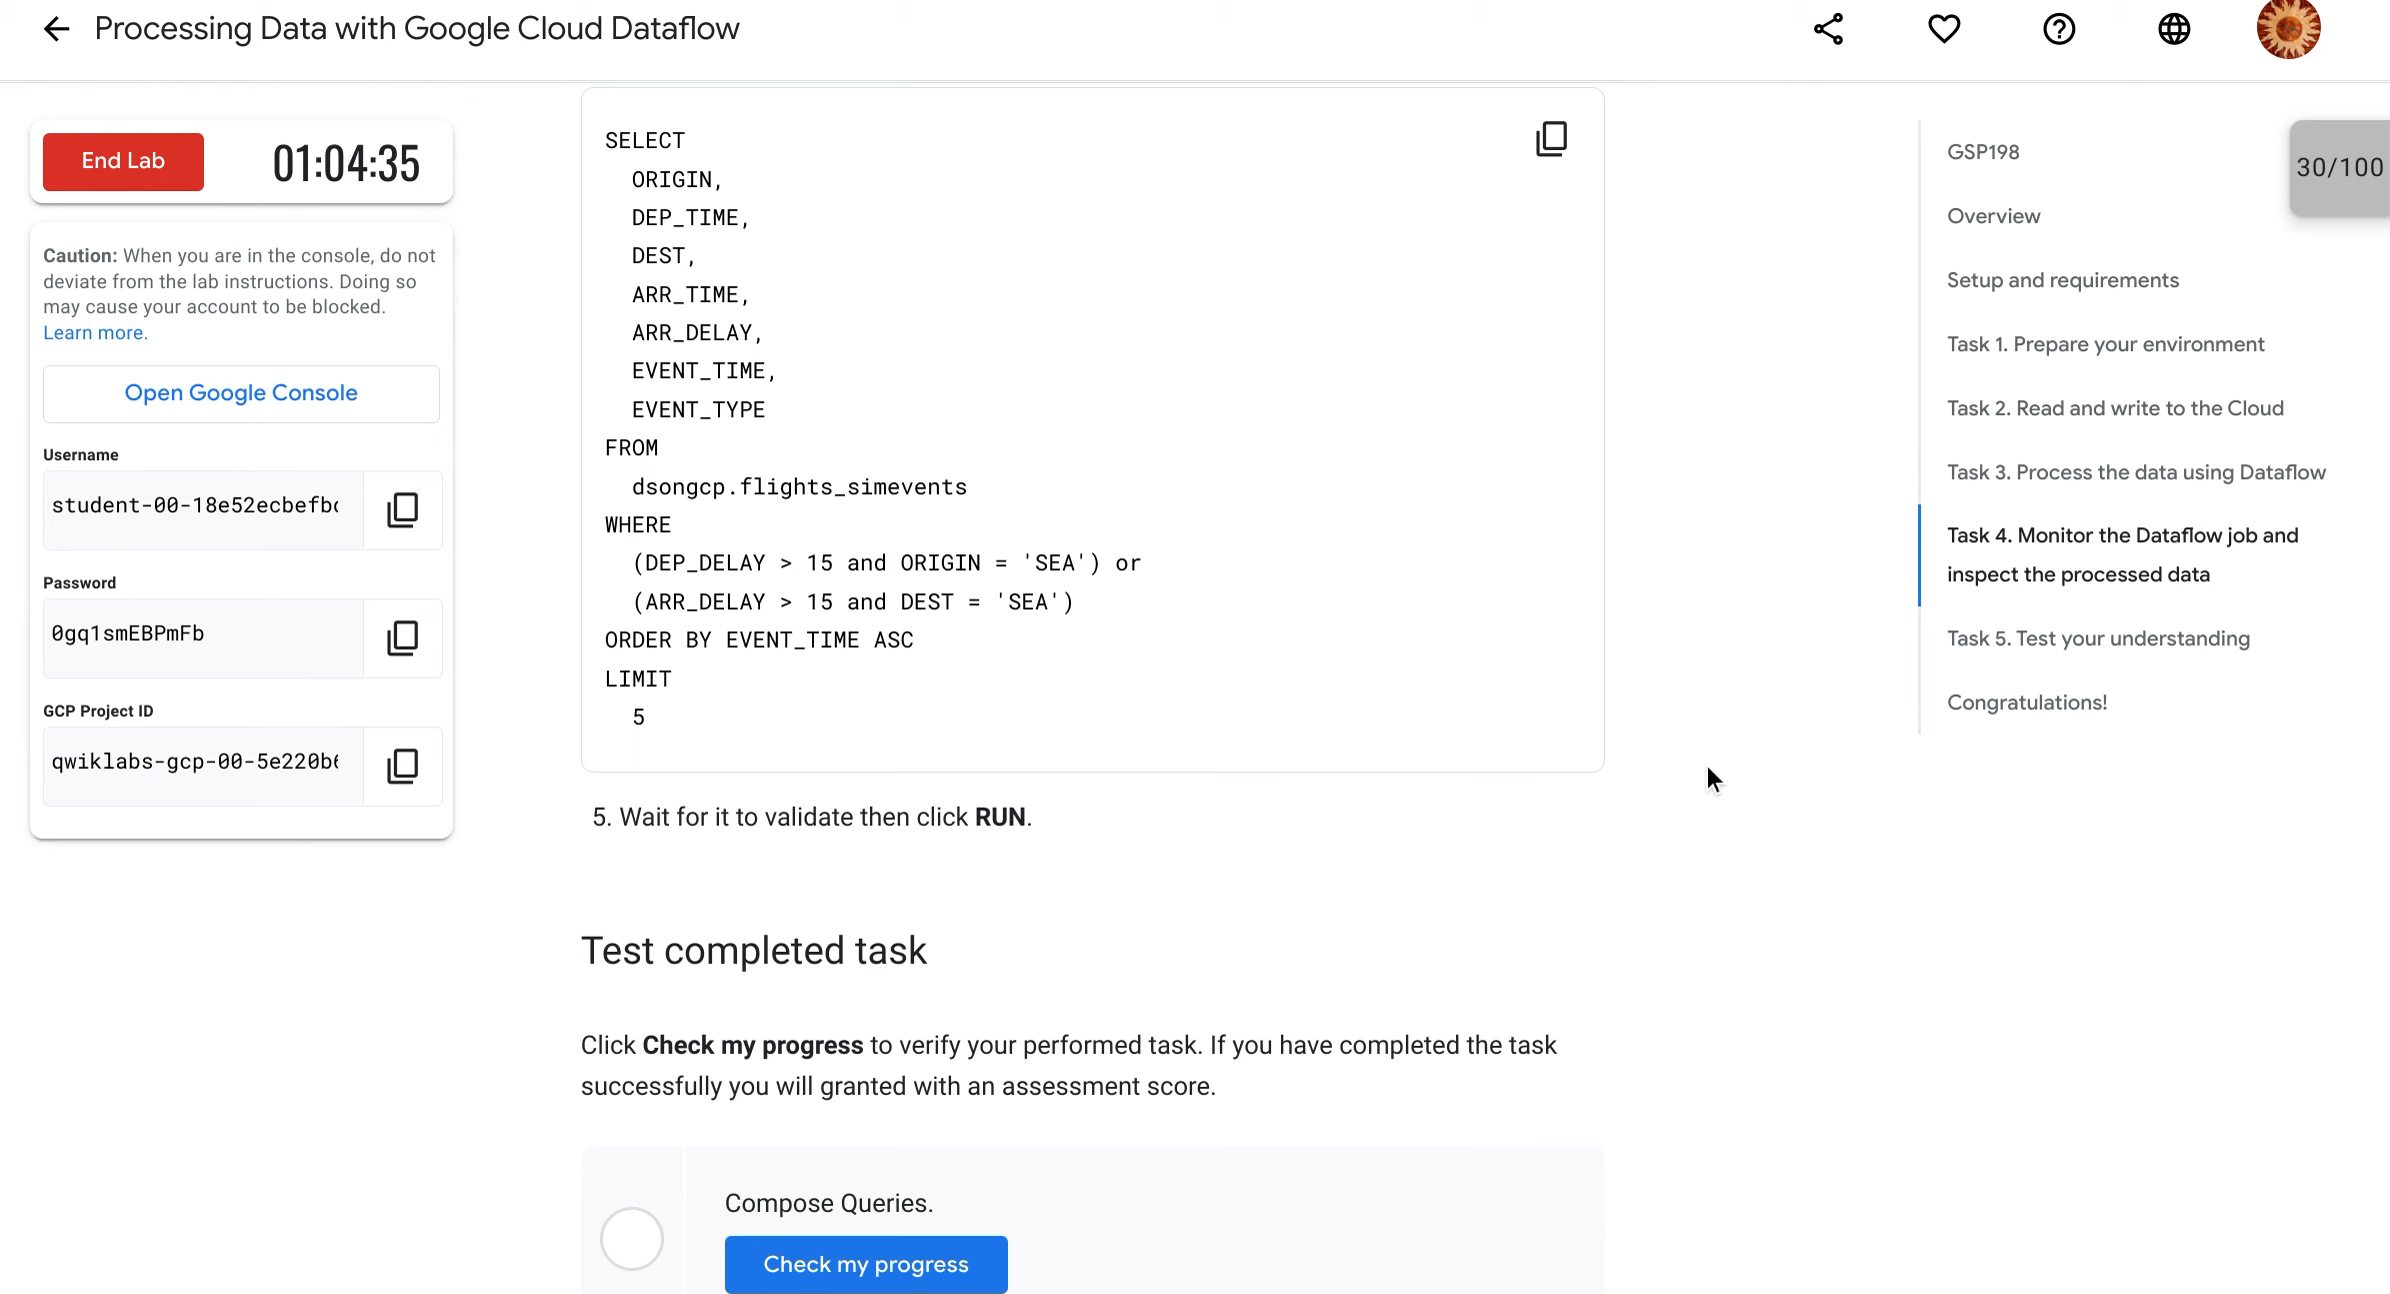 Processing Data with Google Cloud Dataflow
End Lab
01:04:35
Caution: When you are in the console, do not
deviate from the lab instructions. Doing so
may cause your account to be blocked.
Learn more.
Open Google Console
Username
student-00-18e52ecbefb
Password
0gq1smEBPmFb
GCP Project ID
qwiklabs-gcp-00-5e220b
SELECT
ORIGIN,
DEP_TIME,
DEST,
ARR_TIME,
ARR_DELAY,
EVENT_TIME,
EVENT_TYPE
FROM
dsongcp.flights_simevents
WHERE
(DEP_DELAY > 15 and ORIGIN = 'SEA') or
(ARR_DELAY > 15 and DEST = 'SEA')
ORDER BY EVENT_TIME ASC
LIMIT
5
5. Wait for it to validate then click RUN.
Test completed task
Click Check my progress to verify your performed task. If you have completed the task
successfully you will granted with an assessment score.
Compose Queries.
Check my progress
GSP198
Overview
Setup and requirements
Task 1. Prepare your environment
Task 2. Read and write to the Cloud
Task 3. Process the data using Dataflow
Task 4. Monitor the Dataflow job and
inspect the processed data
Task 5. Test your understanding
Congratulations!
30/100